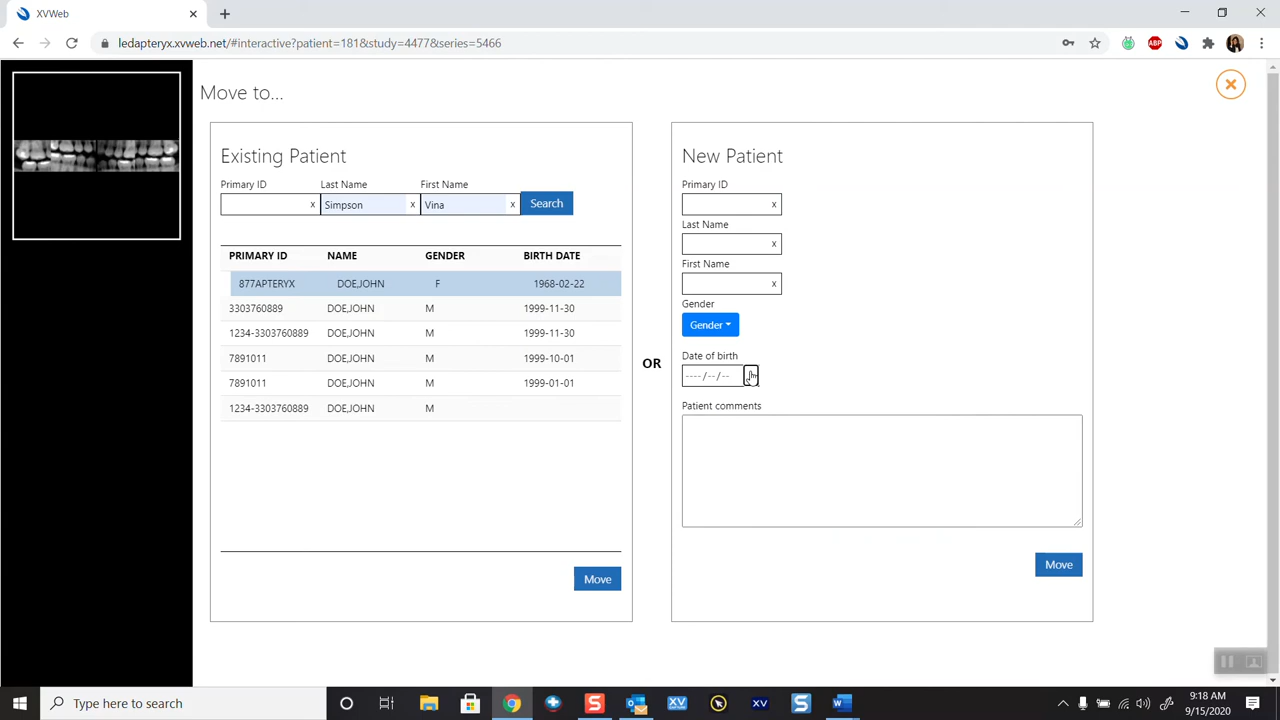 XVWeb
ledapteryx.xvweb.net/#interactive?patient=181&study=4477&series=5466
ABP
Move to...
Existing Patient
Primary ID Last Name First Name
x Simpson x Vina x Search
PRIMARY ID NAME GENDER BIRTH DATE
877APTERYX DOE,JOHN F 1968-02-22
3303760889 DOE,JOHN M 1999-11-30
1234-3303760889 DOE,JOHN M 1999-11-30
7891011 DOE,JOHN M 1999-10-01
7891011 DOE,JOHN M 1999-01-01
1234-3303760889 DOE,JOHN M
Move
OR
New Patient
Primary ID
x
Last Name
x
First Name
x
Gender
Gender
Date of birth
----/--/--
Patient comments
Move
Type here to search
S
XV
XV
S
W
9:18 AM
9/15/2020